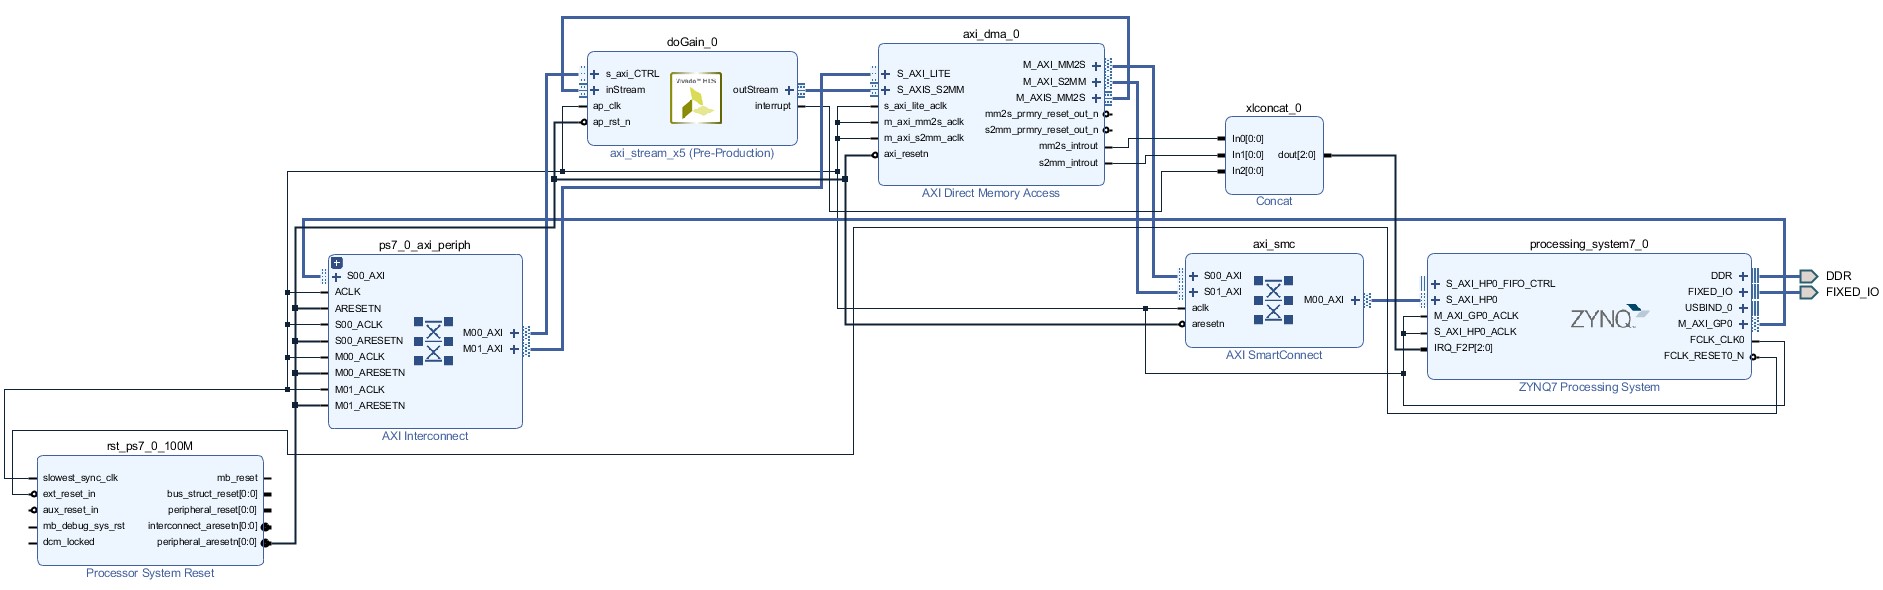 doGain_0
s_axi_CTRL
inStream
ap_clk
ap_rst_n
outStream
interrupt
Vivado™ HLS
axi_stream_x5 (Pre-Production)
axi_dma_0
S_AXI_LITE
S_AXIS_S2MM
s_axi_lite_aclk
m_axi_mm2s_aclk
m_axi_s2mm_aclk
axi_resetn
M_AXI_MM2S
M_AXI_S2MM
M_AXIS_MM2S
mm2s_prmry_reset_out_n
s2mm_prmry_reset_out_n
mm2s_introut
s2mm_introut
AXI Direct Memory Access
xlconcat_0
In0[0:0]
In1[0:0]
In2[0:0]
dout[2:0]
Concat
ps7_0_axi_periph
S00_AXI
ACLK
ARESETN
S00_ACLK
S00_ARESETN
M00_ACLK
M00_ARESETN
M01_ACLK
M01_ARESETN
M00_AXI
M01_AXI
AXI Interconnect
axi_smc
S00_AXI
S01_AXI
aclk
aresetn
M00_AXI
AXI SmartConnect
processing_system7_0
S_AXI_HP0_FIFO_CTRL
S_AXI_HP0
M_AXI_GP0_ACLK
S_AXI_HP0_ACLK
IRQ_F2P[2:0]
ZYNQ
DDR
FIXED_IO
USBIND_0
M_AXI_GP0
FCLK_CLK0
FCLK_RESET0_N
ZYNQ7 Processing System
DDR
FIXED_IO
rst_ps7_0_100M
slowest_sync_clk
ext_reset_in
aux_reset_in
mb_debug_sys_rst
dcm_locked
mb_reset
bus_struct_reset[0:0]
peripheral_reset[0:0]
interconnect_aresetn[0:0]
peripheral_aresetn[0:0]
Processor System Reset